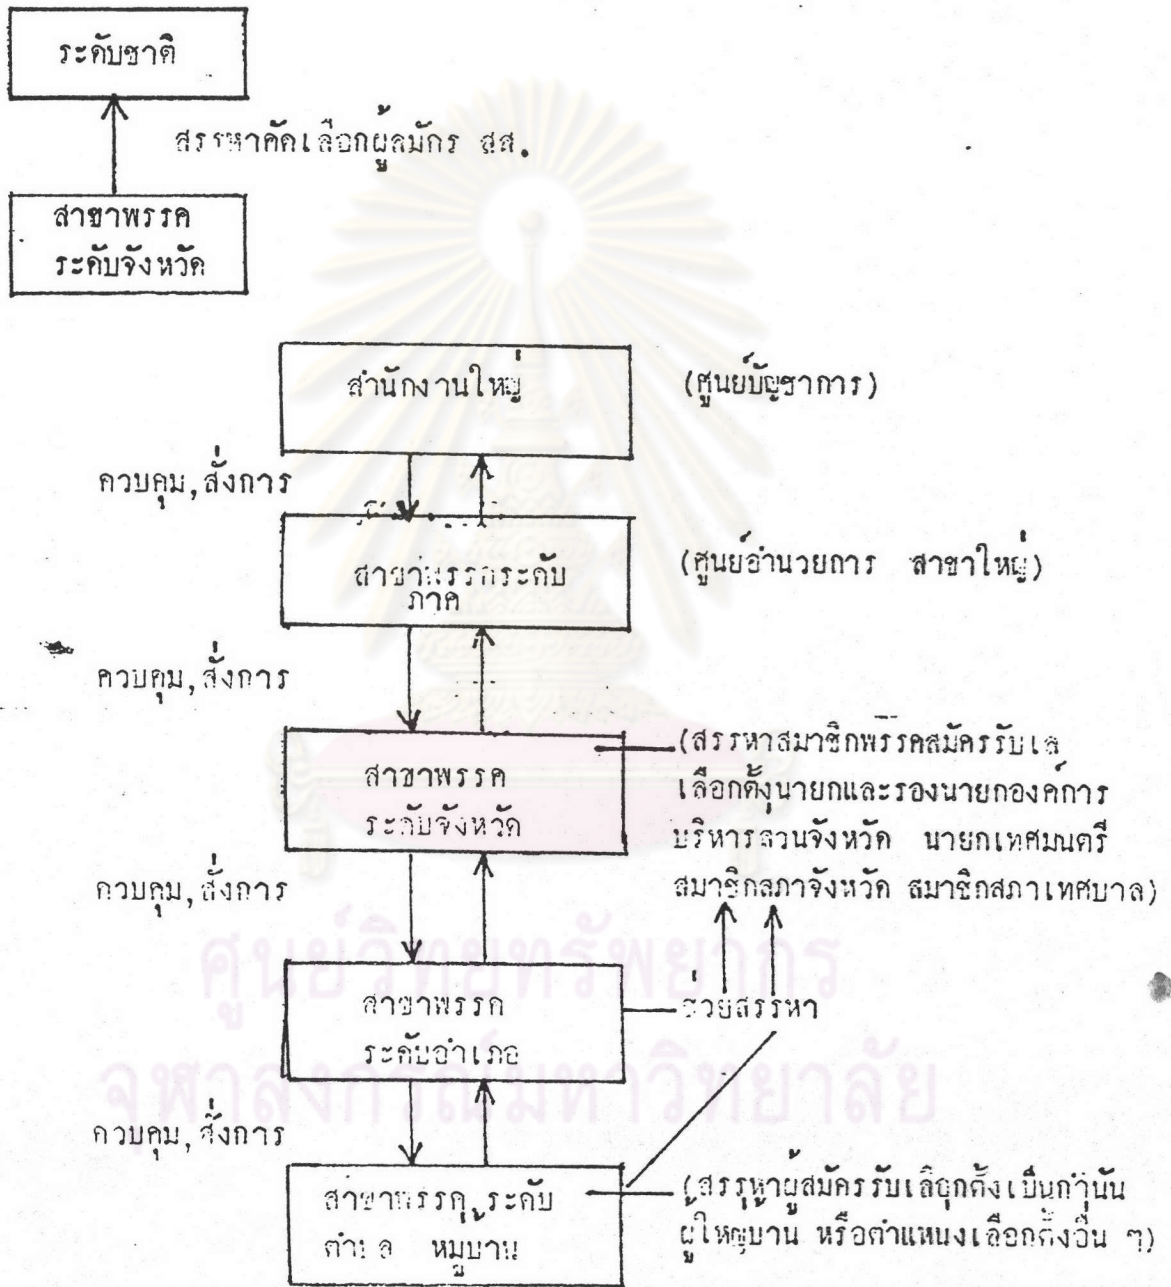 ระดับชาติ
สรรหาคัดเลือกผู้สมัคร สส.
สาขาพรรค
ระดับจังหวัด
สำนักงานใหญ่
(ศูนย์บัญชาการ)
ควบคุม,สั่งการ
สาขาพรรคระดับ
ภาค
(ศูนย์อำนวยการ สาขาใหญ่)
ควบคุม,สั่งการ
สาขาพรรค
ระดับจังหวัด
(สรรหาสมาชิกพรรคสมัครรับเล
เลือกตั้งนายกและรองนายกองค์การ
บริหารสวนจังหวัด นายกเทศมนตรี
สมาชิกสภาจังหวัด สมาชิกสภาเทศบาล)
ควบคุม,สั่งการ
สาขาพรรค
ระดับอำเภอ
ช่วยสรรหา
ควบคุม,สั่งการ
สาขาพรรค ระดับ
ตำบล หมู่บาน
(สรรหาผู้สมัครรับเลือกตั้งเป็นกำนัน
ผู้ใหญบาน หรือตำแหนงเลือกตั้งอื่น ๆ)
ศูนย์วิทยทรัพยากร
จุฬาลงกรณ์มหาวิทยาลัย